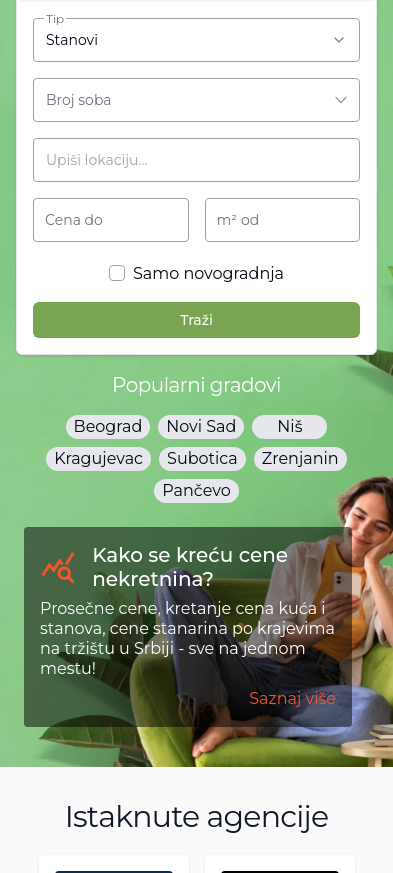 Tip
Stanovi
Broj soba
Upiši lokaciju...
Cena do
m² od
Samo novogradnja
Traži
Popularni gradovi
Beograd Novi Sad Niš
Kragujevac Subotica Zrenjanin
Pančevo
Kako se kreću cene
nekretnina?
Prosečne cene, kretanje cena kuća i
stanova, cene stanarina po krajevima
na tržištu u Srbiji - sve na jednom
mestu!
Saznaj više
Istaknute agencije